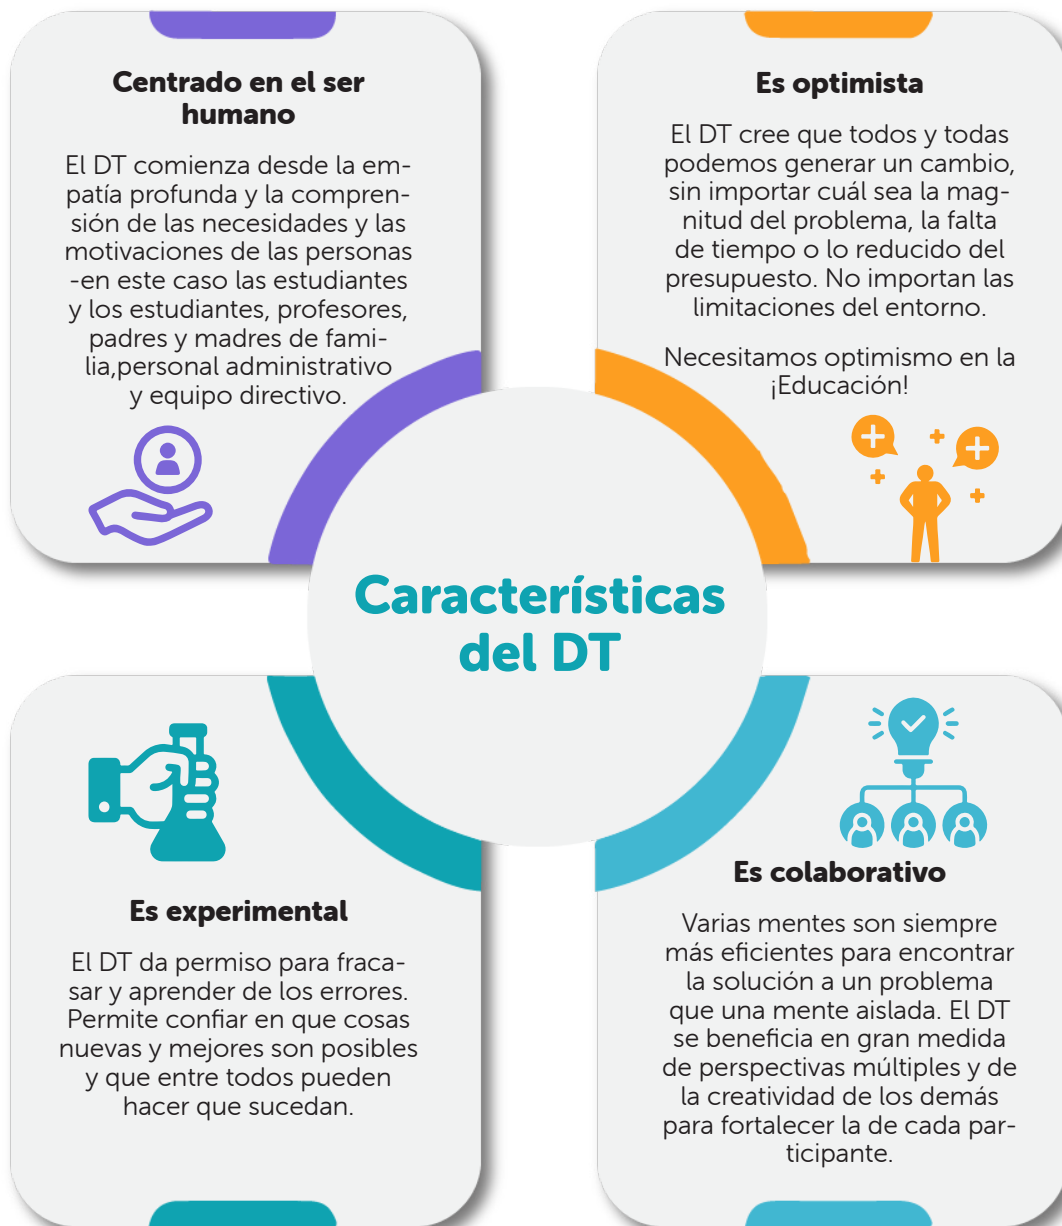 Centrado en el ser
humano
El DT comienza desde la em-
patía profunda y la compren-
sión de las necesidades y las
motivaciones de las personas
-en este caso las estudiantes
y los estudiantes, profesores,
padres y madres de fami-
lia,personal administrativo
y equipo directivo.
Es optimista
El DT cree que todos y todas
podemos generar un cambio,
sin importar cuál sea la mag-
nitud del problema, la falta
de tiempo o lo reducido del
presupuesto. No importan las
limitaciones del entorno.
Necesitamos optimismo en la
¡Educación!
Características
del DT
Es experimental
El DT da permiso para fraca-
sar y aprender de los errores.
Permite confiar en que cosas
nuevas y mejores son posibles
y que entre todos pueden
hacer que sucedan.
Es colaborativo
Varias mentes son siempre
más eficientes para encontrar
la solución a un problema
que una mente aislada. El DT
se beneficia en gran medida
de perspectivas múltiples y de
la creatividad de los demás
para fortalecer la de cada par-
ticipante.